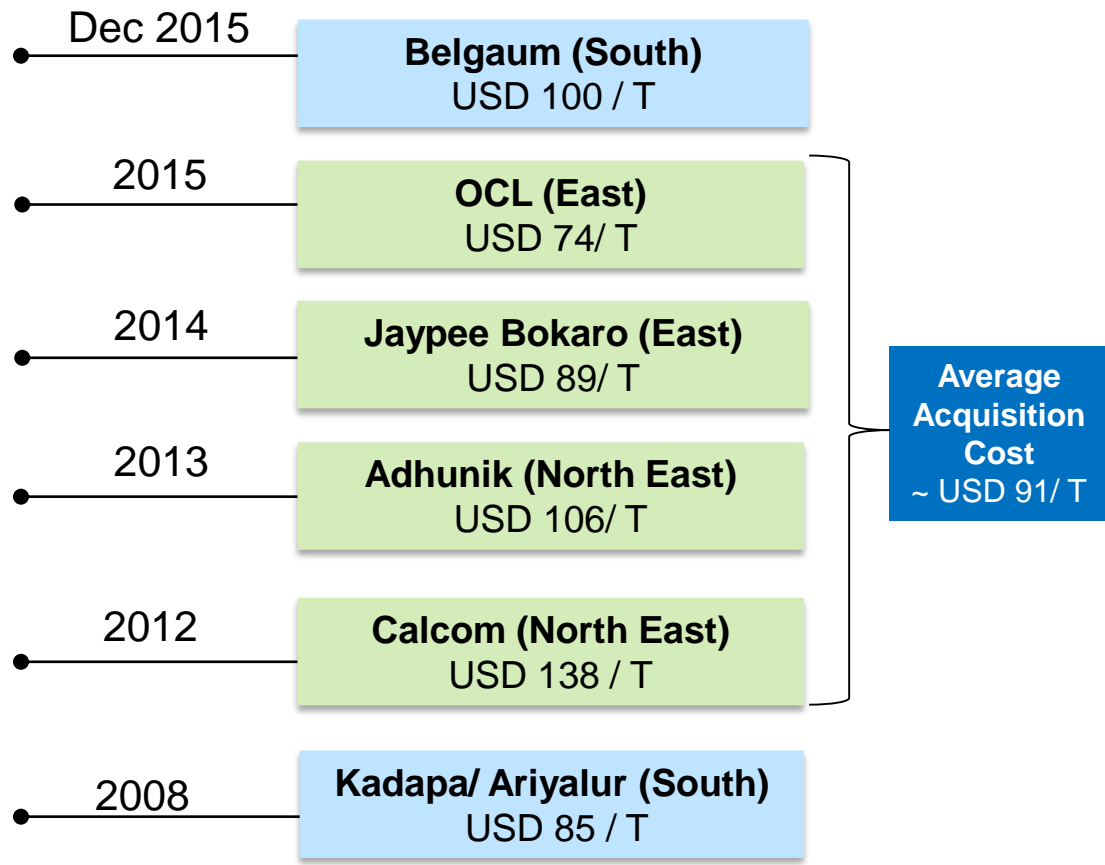 Dec 2015
Belgaum (South)
USD 100 / T
2015
OCL (East)
USD 74/ T
2014
Jaypee Bokaro (East)
USD 89/ T
2013
Adhunik (North East)
USD 106/ T
2012
Calcom (North East)
USD 138 / T
2008
Kadapa/ Ariyalur (South)
USD 85 / T
Average
Acquisition
Cost
~ USD 91/ T